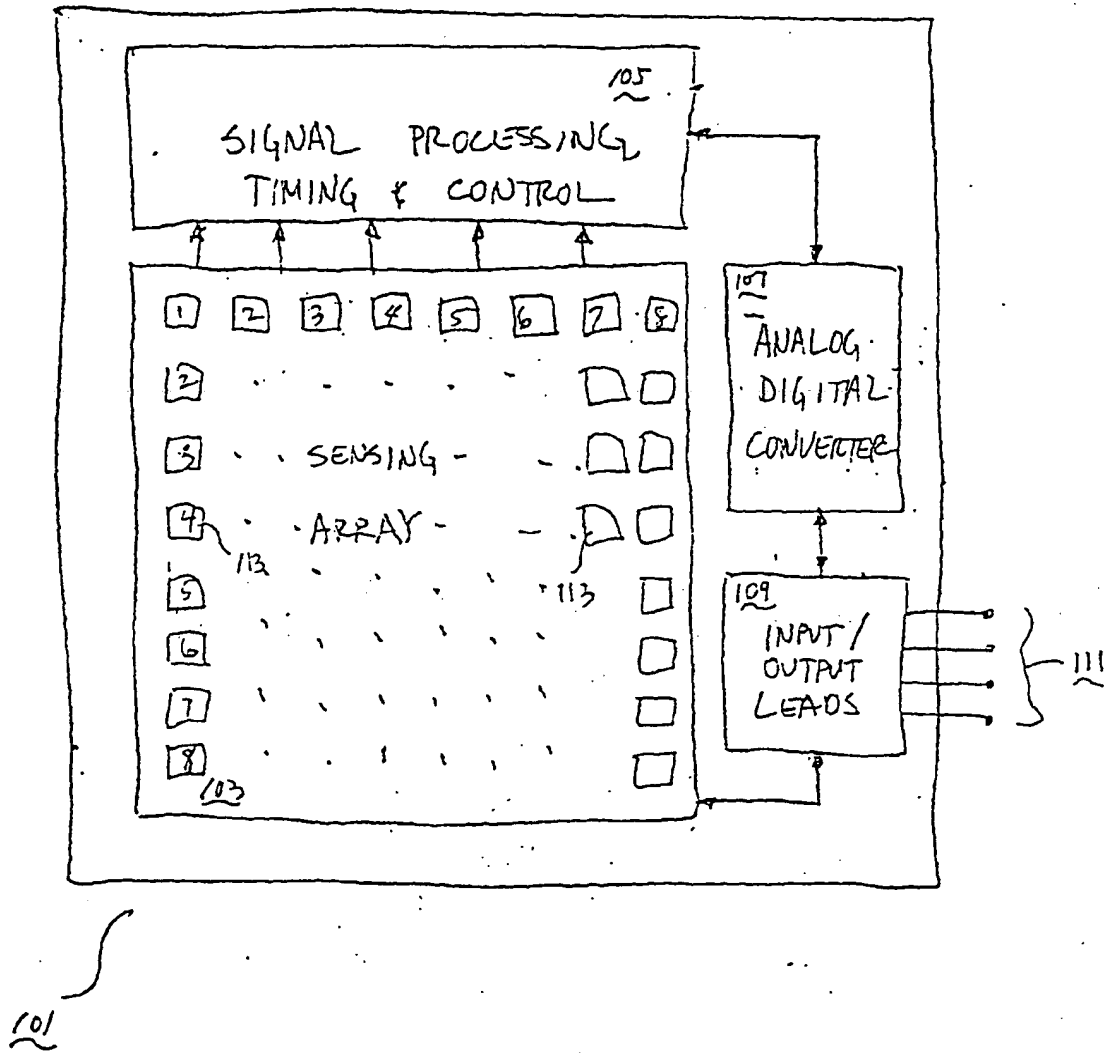 105
SIGNAL PROCESSING
TIMING & CONTROL
1 2 3 4 5 6 7 8
2
3
SENSING
4
ARRAY
113
113
5
6
7
8
103
107
ANALOG
DIGITAL
CONVERTER
109
INPUT/
OUTPUT
LEADS
111
101